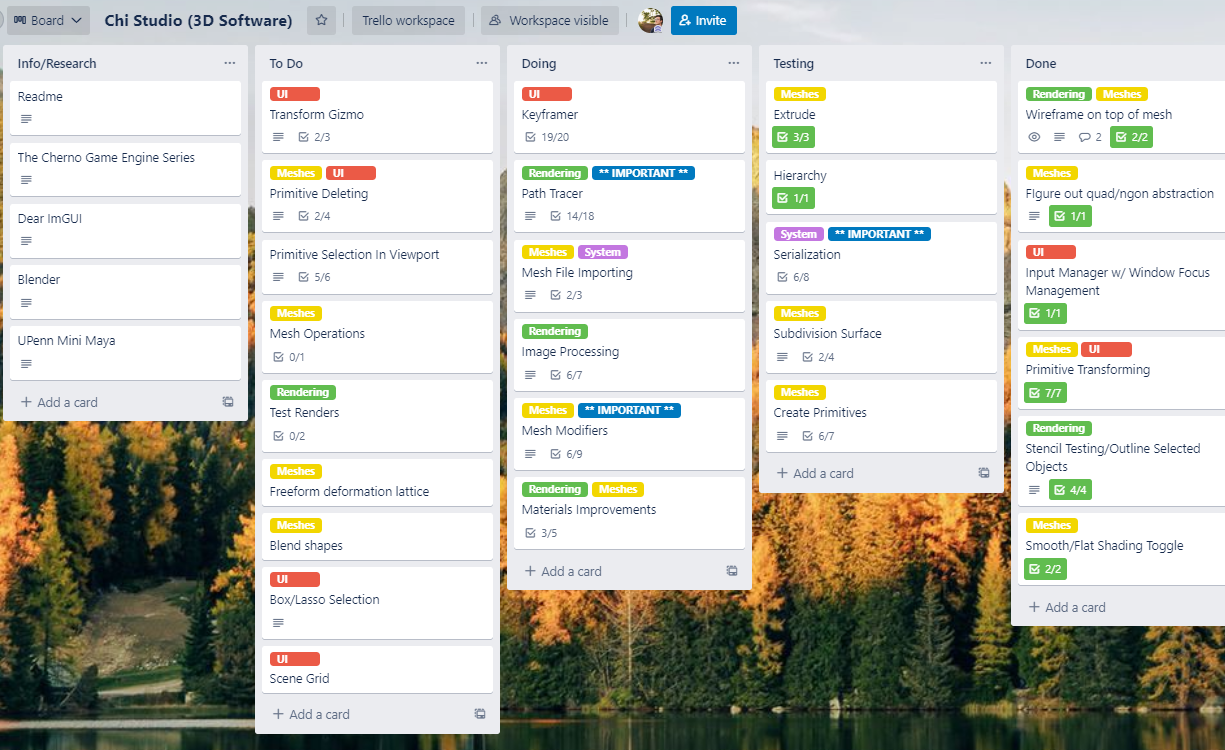 Board
Chi Studio (3D Software)
Trello workspace
Workspace visible
Invite
Info/Research
Readme
The Cherno Game Engine Series
Dear ImGUI
Blender
UPenn Mini Maya
Add a card
To Do
UI
Transform Gizmo
2/3
Meshes UI
Primitive Deleting
2/4
Primitive Selection In Viewport
5/6
Meshes
Mesh Operations
0/1
Rendering
Test Renders
0/2
Meshes
Freeform deformation lattice
Meshes
Blend shapes
UI
Box/Lasso Selection
UI
Scene Grid
Add a card
Doing
UI
Keyframer
19/20
Rendering ** IMPORTANT **
Path Tracer
14/18
Meshes System
Mesh File Importing
2/3
Rendering
Image Processing
6/7
Meshes ** IMPORTANT **
Mesh Modifiers
6/9
Rendering Meshes
Materials Improvements
3/5
Add a card
Testing
Meshes
Extrude
3/3
Hierarchy
1/1
System ** IMPORTANT **
Serialization
6/8
Meshes
Subdivision Surface
2/4
Meshes
Create Primitives
6/7
Add a card
Done
Rendering Meshes
Wireframe on top of mesh
2 2/2
Meshes
FIgure out quad/ngon abstraction
1/1
UI
Input Manager w/ Window Focus
Management
1/1
Meshes UI
Primitive Transforming
7/7
Rendering
Stencil Testing/Outline Selected
Objects
4/4
Meshes
Smooth/Flat Shading Toggle
2/2
Add a card